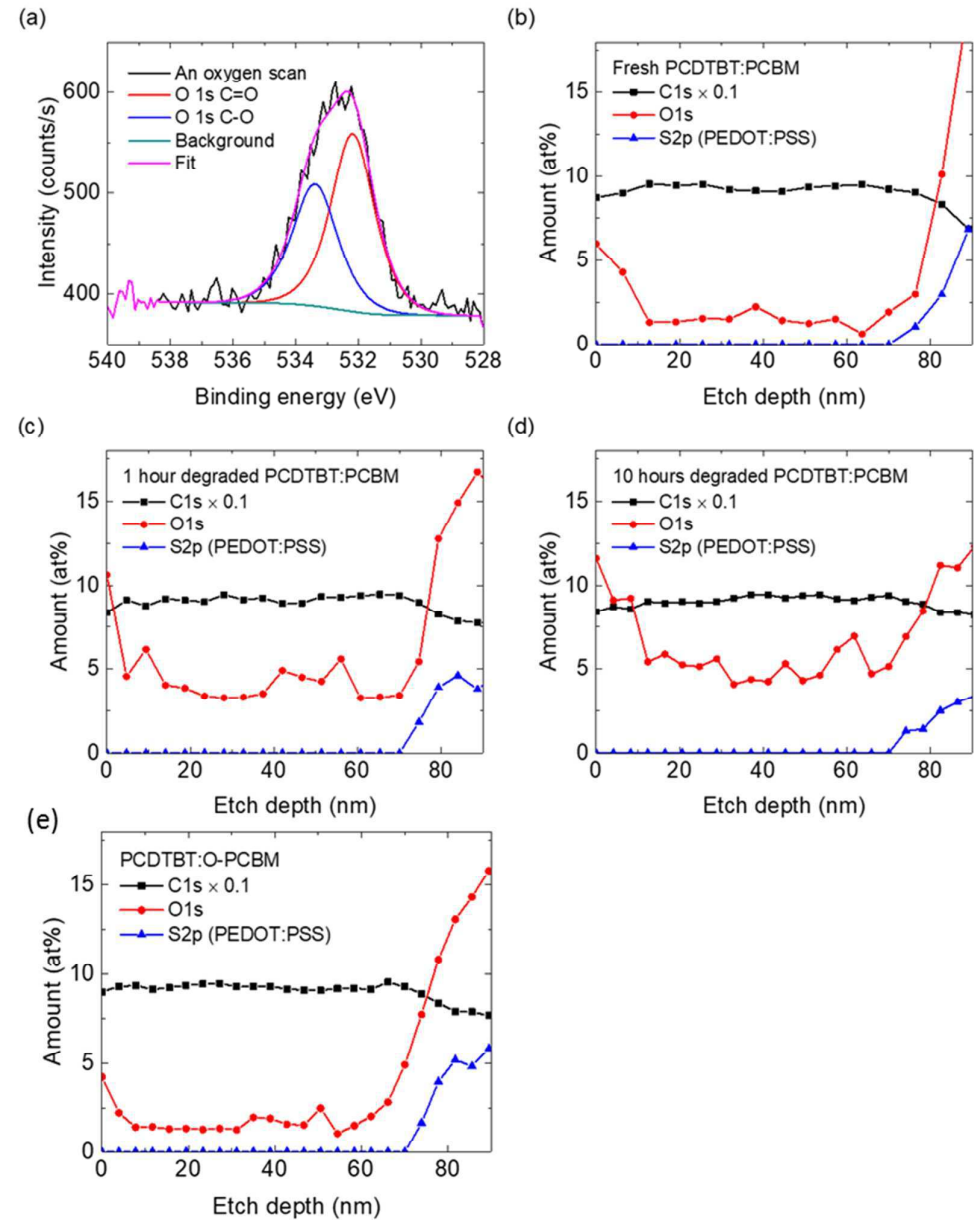 (a)
An oxygen scan
O 1s C=O
O 1s C-O
Background
Fit
Intensity (counts/s)
600
500
400
540 538 536 534 532 530 528
Binding energy (eV)
(b)
Fresh PCDTBT:PCBM
C1s × 0.1
O1s
S2p (PEDOT:PSS)
Amount (at%)
15
10
5
0
0 20 40 60 80
Etch depth (nm)
(c)
1 hour degraded PCDTBT:PCBM
C1s × 0.1
O1s
S2p (PEDOT:PSS)
Amount (at%)
15
10
5
0
0 20 40 60 80
Etch depth (nm)
(d)
10 hours degraded PCDTBT:PCBM
C1s × 0.1
O1s
S2p (PEDOT:PSS)
Amount (at%)
15
10
5
0
0 20 40 60 80
Etch depth (nm)
(e)
PCDTBT:O-PCBM
C1s × 0.1
O1s
S2p (PEDOT:PSS)
Amount (at%)
15
10
5
0
0 20 40 60 80
Etch depth (nm)